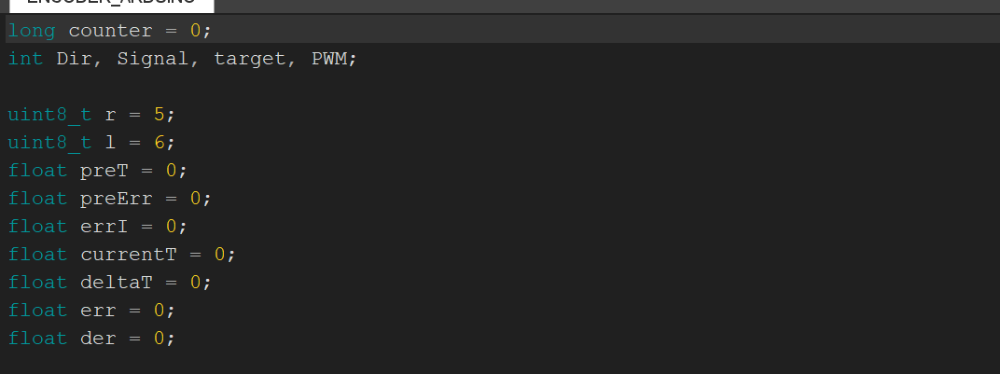 ENCODER_ARDUINO
long counter = 0;
int Dir, Signal, target, PWM;
uint8_t r = 5;
uint8_t l = 6;
float preT = 0;
float preErr = 0;
float errI = 0;
float currentT = 0;
float deltaT = 0;
float err = 0;
float der = 0;